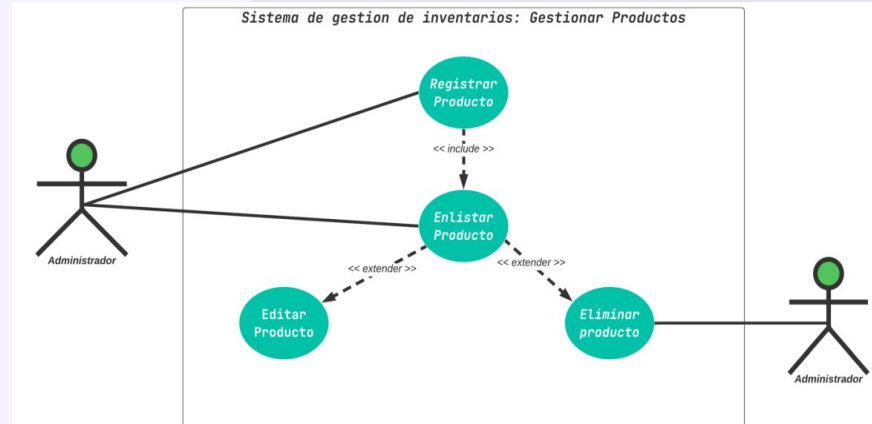 Sistema de gestion de inventarios: Gestionar Productos
Registrar
Producto
<< include >>
Enlistar
Producto
Administrador
<< extender >>
<< extender >>
Editar
Producto
Eliminar
producto
Administrador